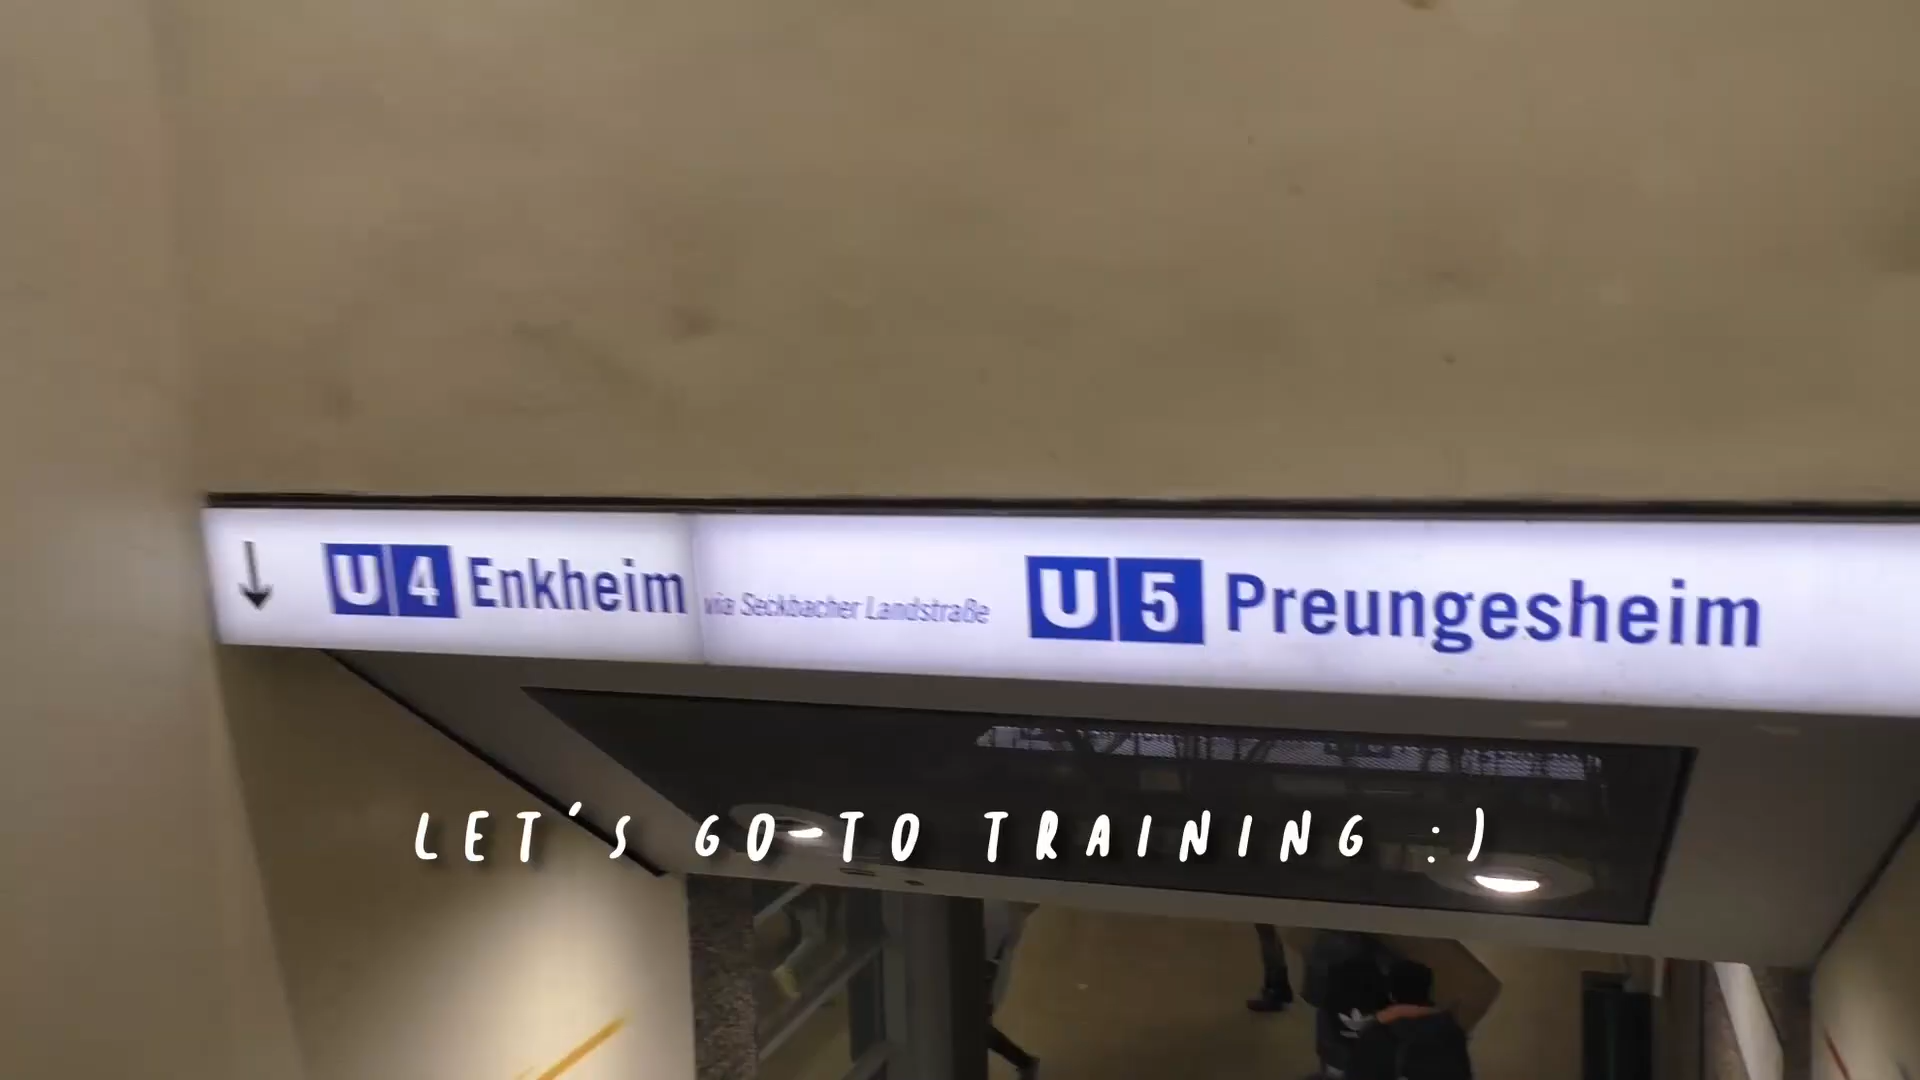 ↓ U4 Enkheim via Seckbacher Landstraße U5 Preungesheim
LET'S GO TO TRAINING :)